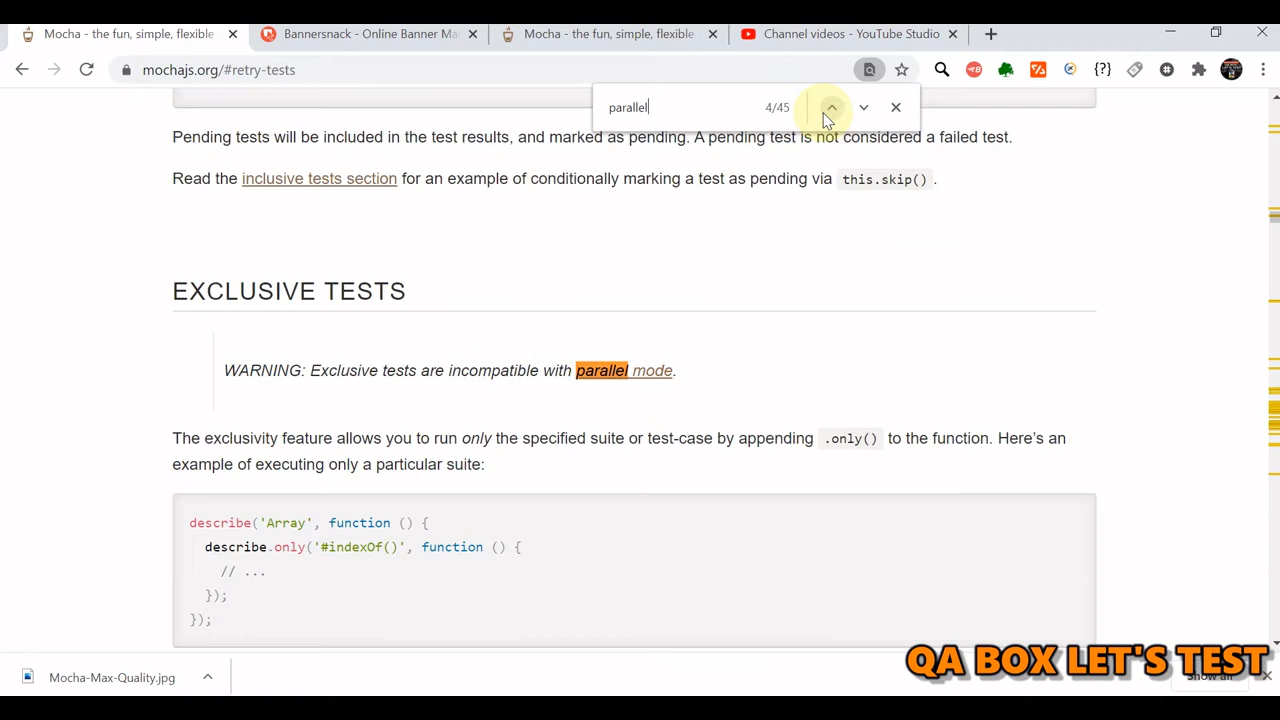 Mocha - the fun, simple, flexible
Bannersnack - Online Banner Ma
Mocha - the fun, simple, flexible
Channel videos - YouTube Studio
mochajs.org/#retry-tests
parallel 4/45
Pending tests will be included in the test results, and marked as pending. A pending test is not considered a failed test.
Read the inclusive tests section for an example of conditionally marking a test as pending via this.skip() .
EXCLUSIVE TESTS
WARNING: Exclusive tests are incompatible with parallel mode.
The exclusivity feature allows you to run only the specified suite or test-case by appending .only() to the function. Here's an
example of executing only a particular suite:
describe('Array', function () {
describe.only('#indexOf()', function () {
// ...
});
});
Mocha-Max-Quality.jpg
Show all
QA BOX LET'S TEST